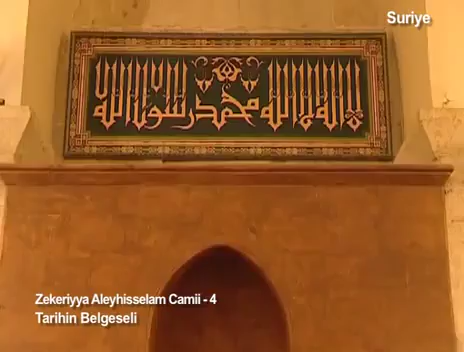 Suriye
لا إله إلا الله محمد رسول الله
Zekeriyya Aleyhisselam Camii - 4
Tarihin Belgeseli